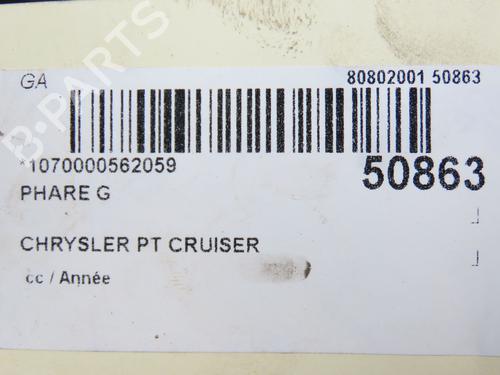 GA
80802001 50863
*1070000562059
50863
PHARE G
CHRYSLER PT CRUISER
cc / Année
B-PARTS